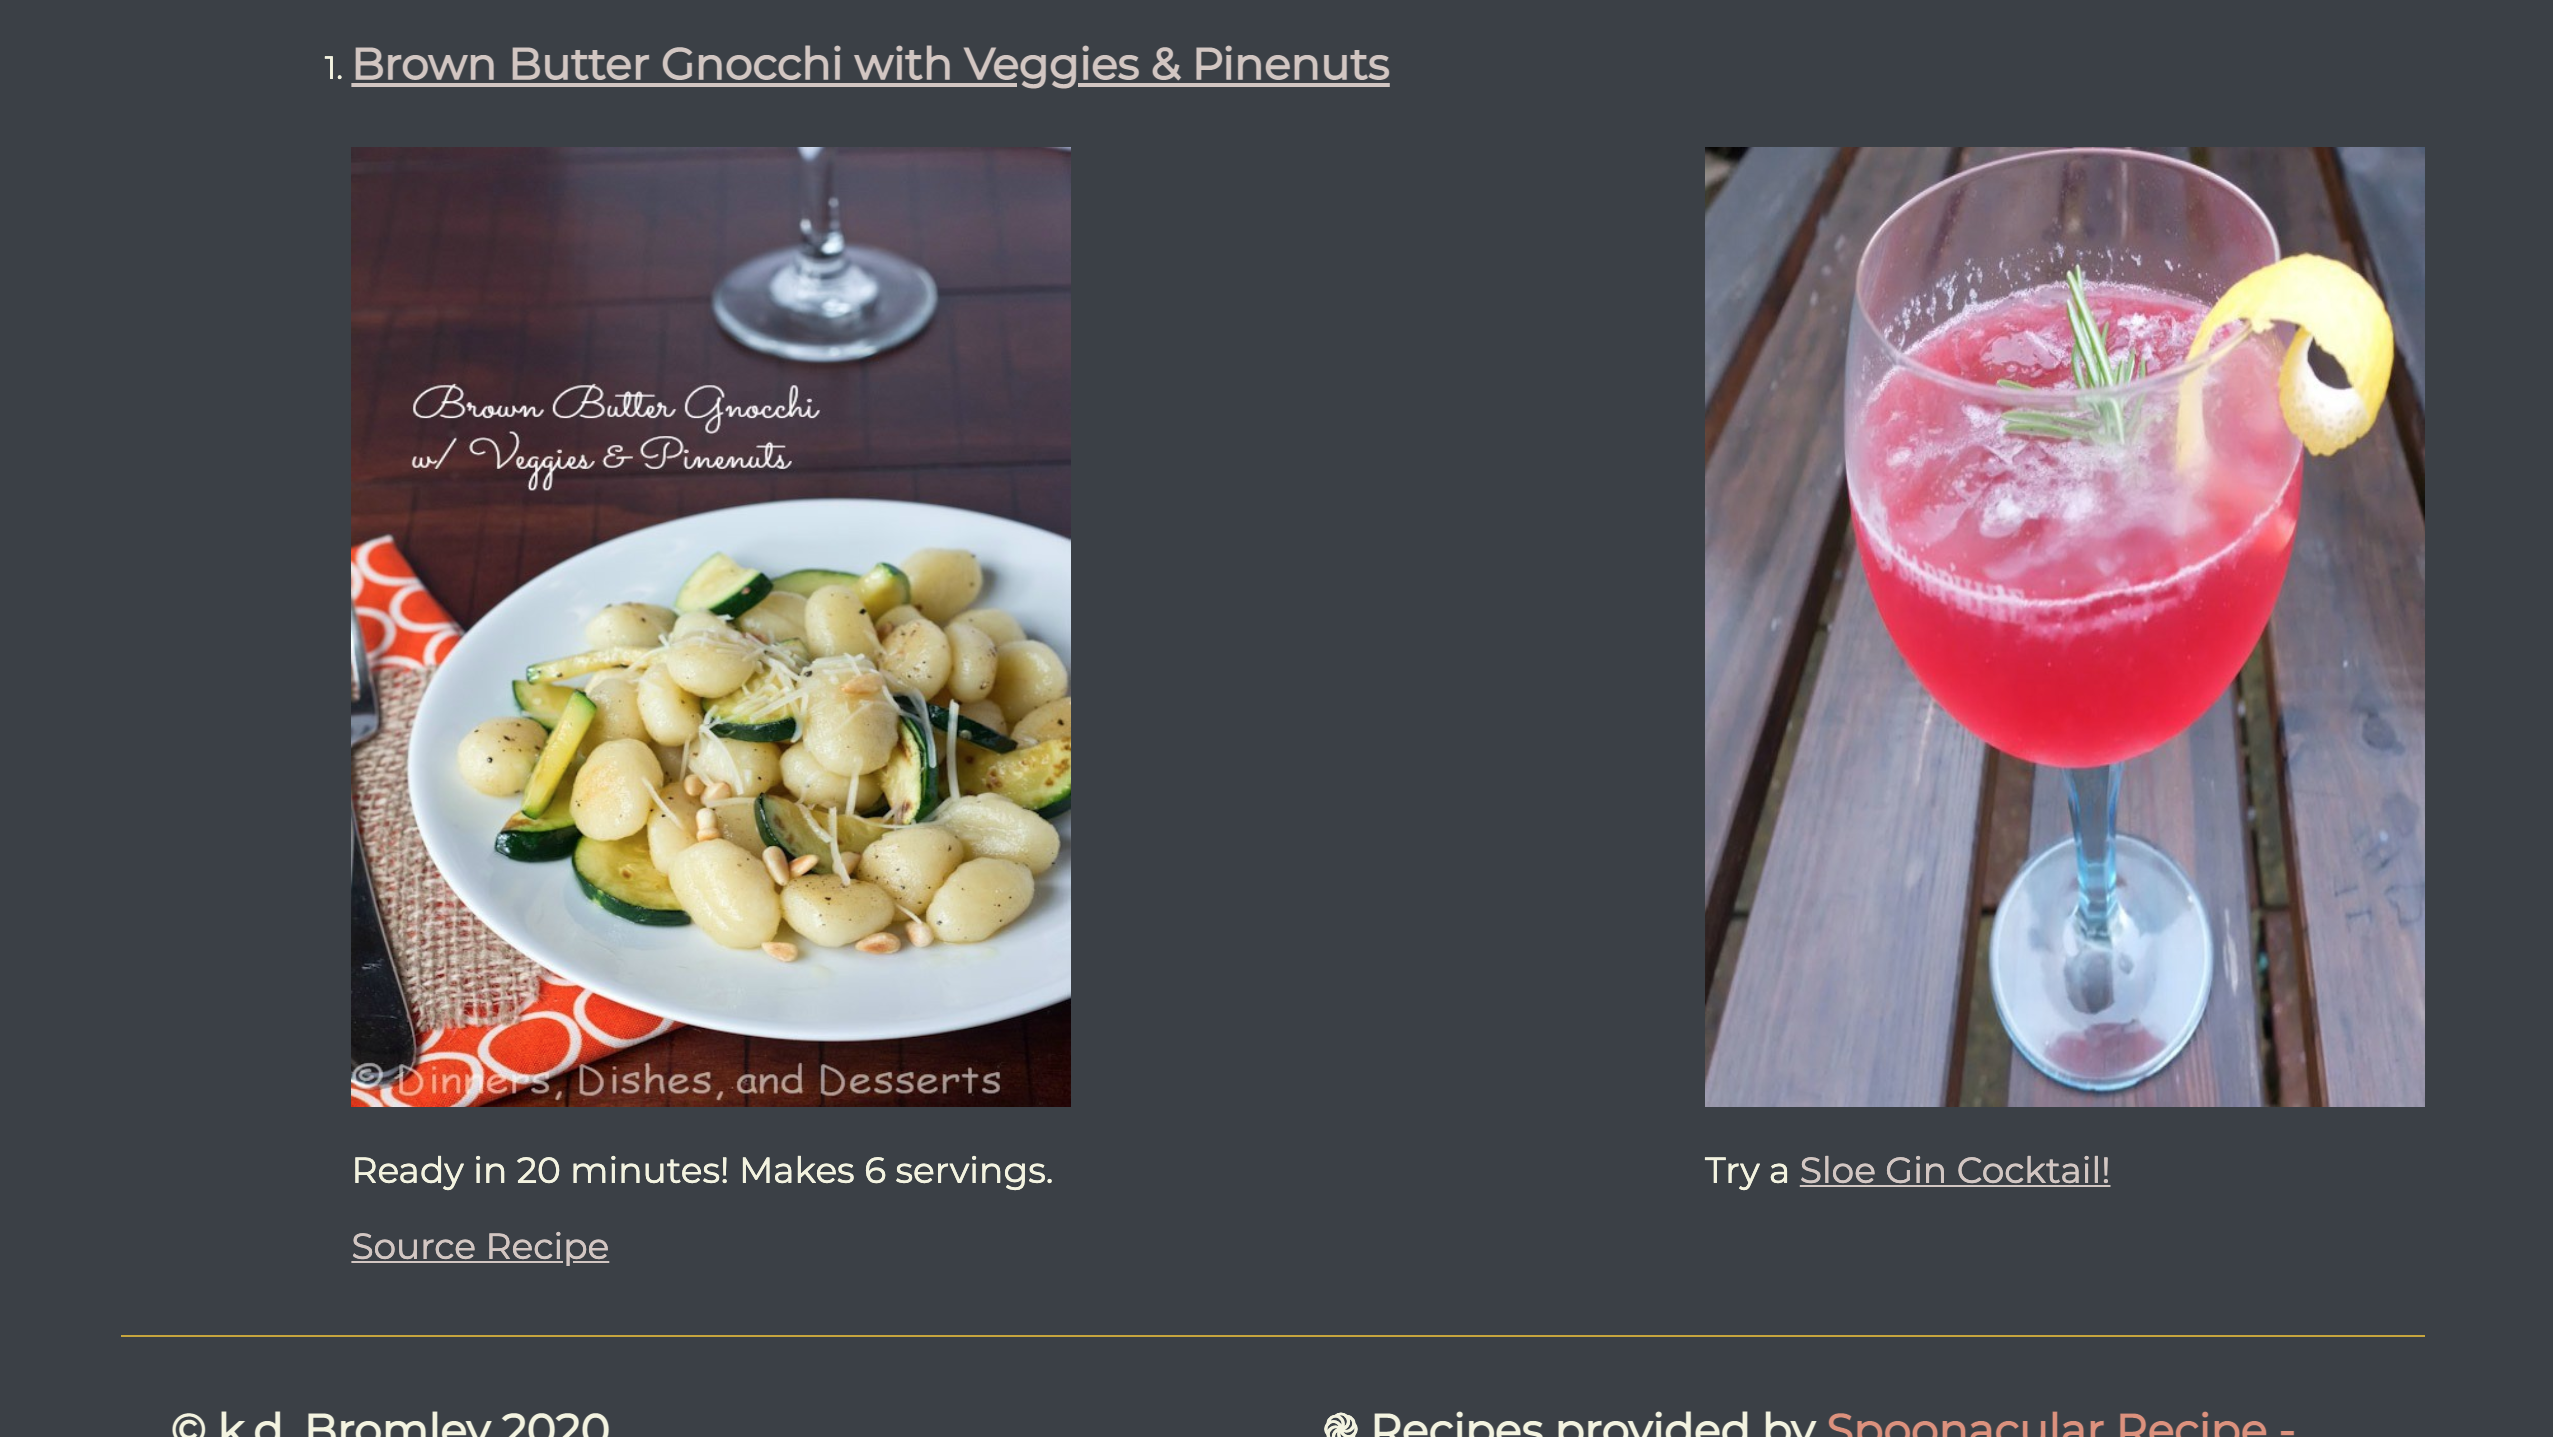 1. Brown Butter Gnocchi with Veggies & Pinenuts
Brown Butter Gnocchi
w/ Veggies & Pinenuts
© Dinners, Dishes, and Desserts
Ready in 20 minutes! Makes 6 servings.
Source Recipe
Try a Sloe Gin Cocktail!
© k.d. Bromley 2020
Recipes provided by Spoonacular Recipe -